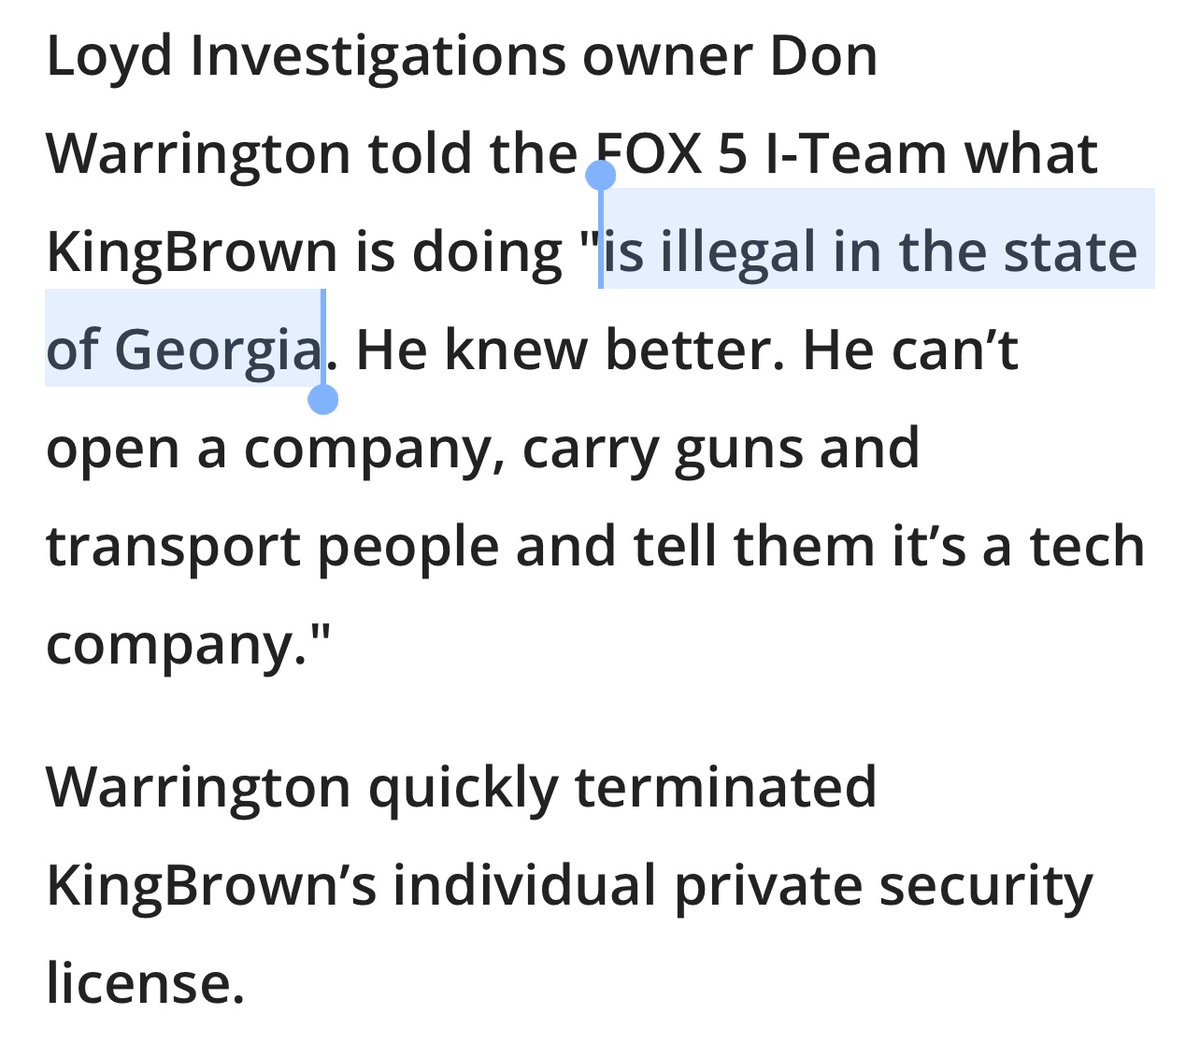 Loyd Investigations owner Don
Warrington told the FOX 5 I-Team what
KingBrown is doing "is illegal in the state
of Georgia. He knew better. He can’t
open a company, carry guns and
transport people and tell them it’s a tech
company."
Warrington quickly terminated
KingBrown’s individual private security
license.